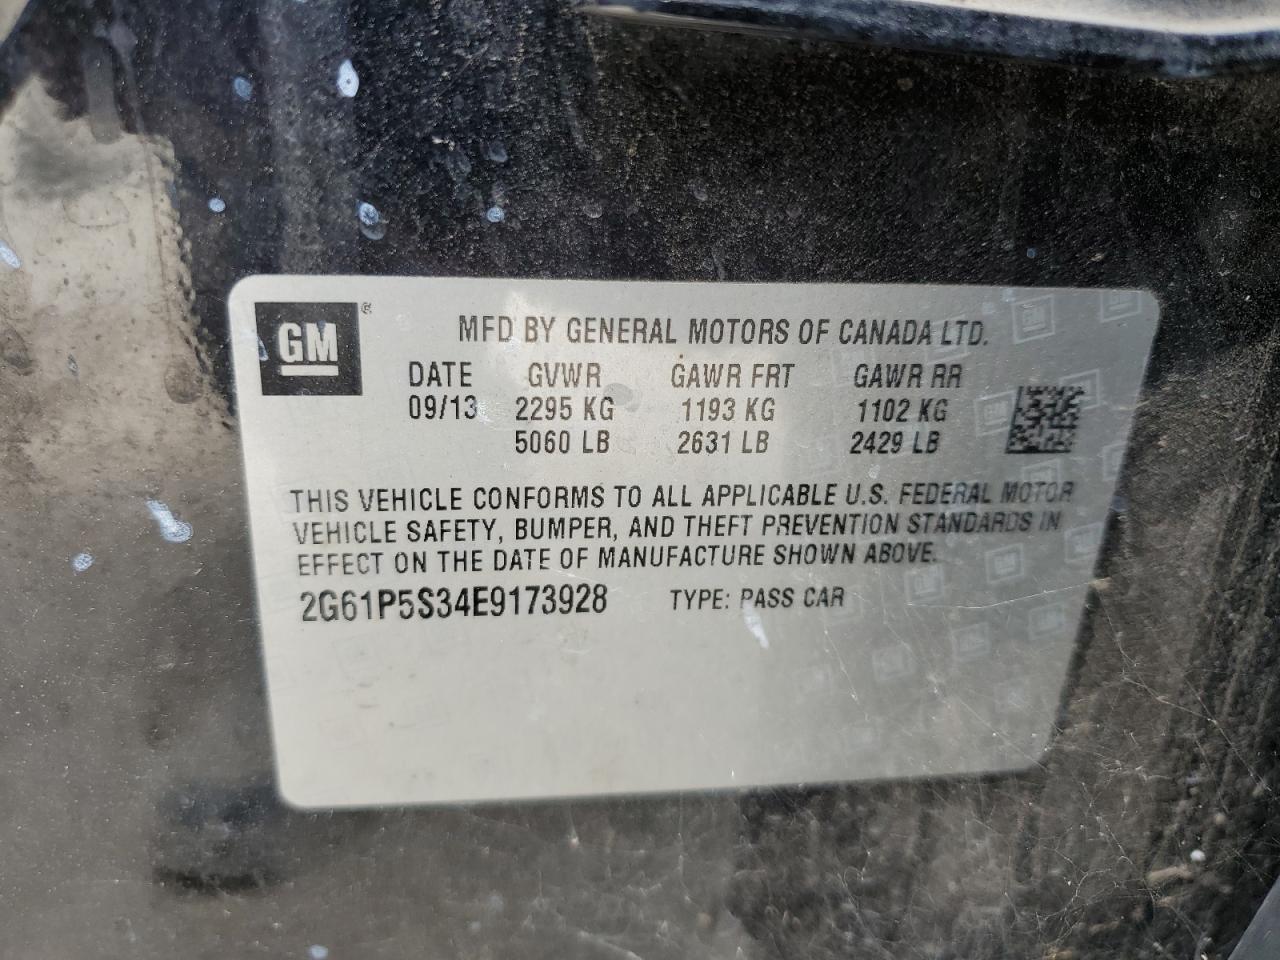 GM ®
MFD BY GENERAL MOTORS OF CANADA LTD.
DATE GVWR GAWR FRT GAWR RR
09/13 2295 KG 1193 KG 1102 KG
5060 LB 2631 LB 2429 LB
THIS VEHICLE CONFORMS TO ALL APPLICABLE U.S. FEDERAL MOTOR
VEHICLE SAFETY, BUMPER, AND THEFT PREVENTION STANDARDS IN
EFFECT ON THE DATE OF MANUFACTURE SHOWN ABOVE.
2G61P5S34E9173928 TYPE: PASS CAR